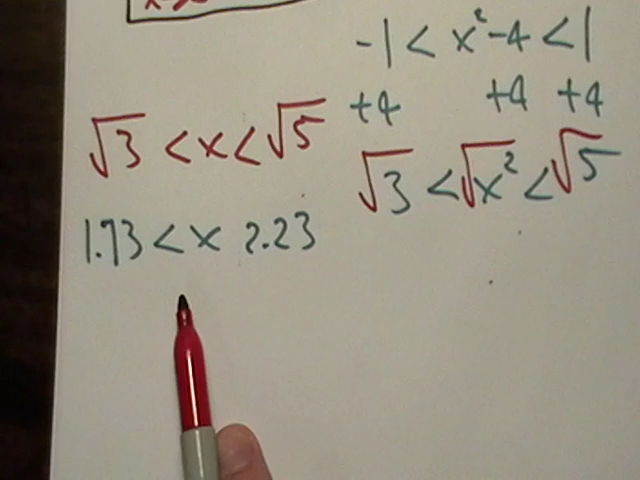 -1 < x² - 4 < 1
+4 +4 +4
√3 < √x² < √5
√3 < x < √5
1.73 < x 2.23